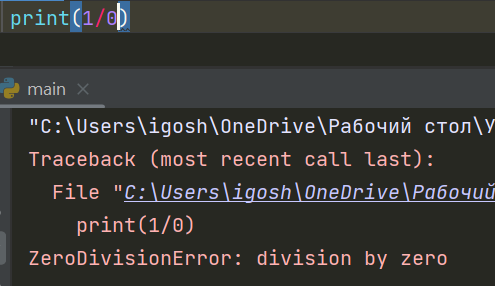 print(1/0)
main
"C:\Users\igosh\OneDrive\Рабочий стол\У
Traceback (most recent call last):
File "C:\Users\igosh\OneDrive\Рабочий
print(1/0)
ZeroDivisionError: division by zero